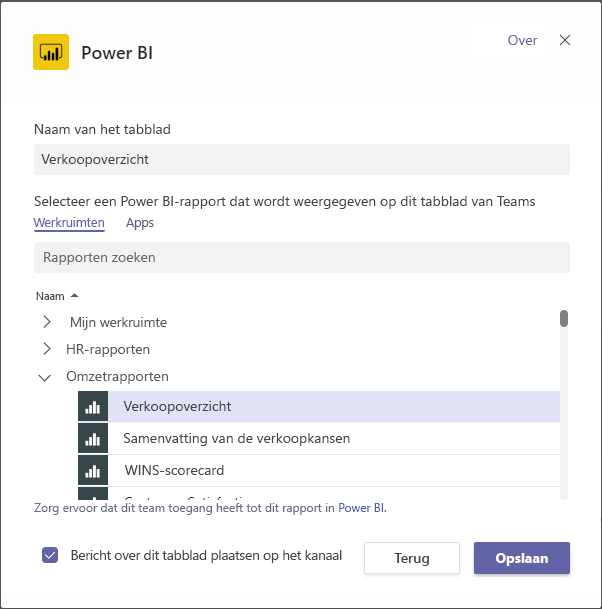 Power BI
Over
Naam van het tabblad
Verkoopoverzicht
Selecteer een Power BI-rapport dat wordt weergegeven op dit tabblad van Teams
Werkruimten Apps
Rapporten zoeken
Naam
Mijn werkruimte
HR-rapporten
Omzetrapporten
Verkoopoverzicht
Samenvatting van de verkoopkansen
WINS-scorecard
Zorg ervoor dat dit team toegang heeft tot dit rapport in Power BI.
Bericht over dit tabblad plaatsen op het kanaal
Terug
Opslaan